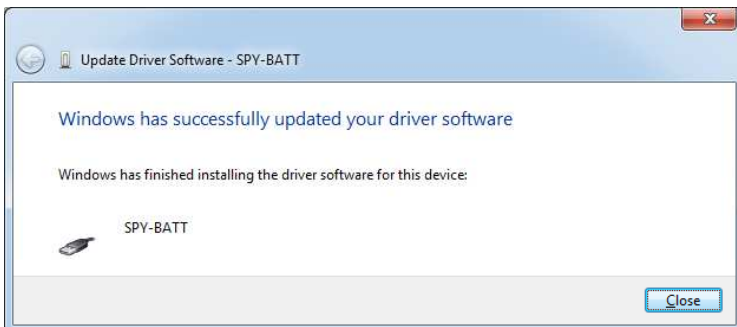 Update Driver Software - SPY-BATT
Windows has successfully updated your driver software
Windows has finished installing the driver software for this device:
SPY-BATT
Close